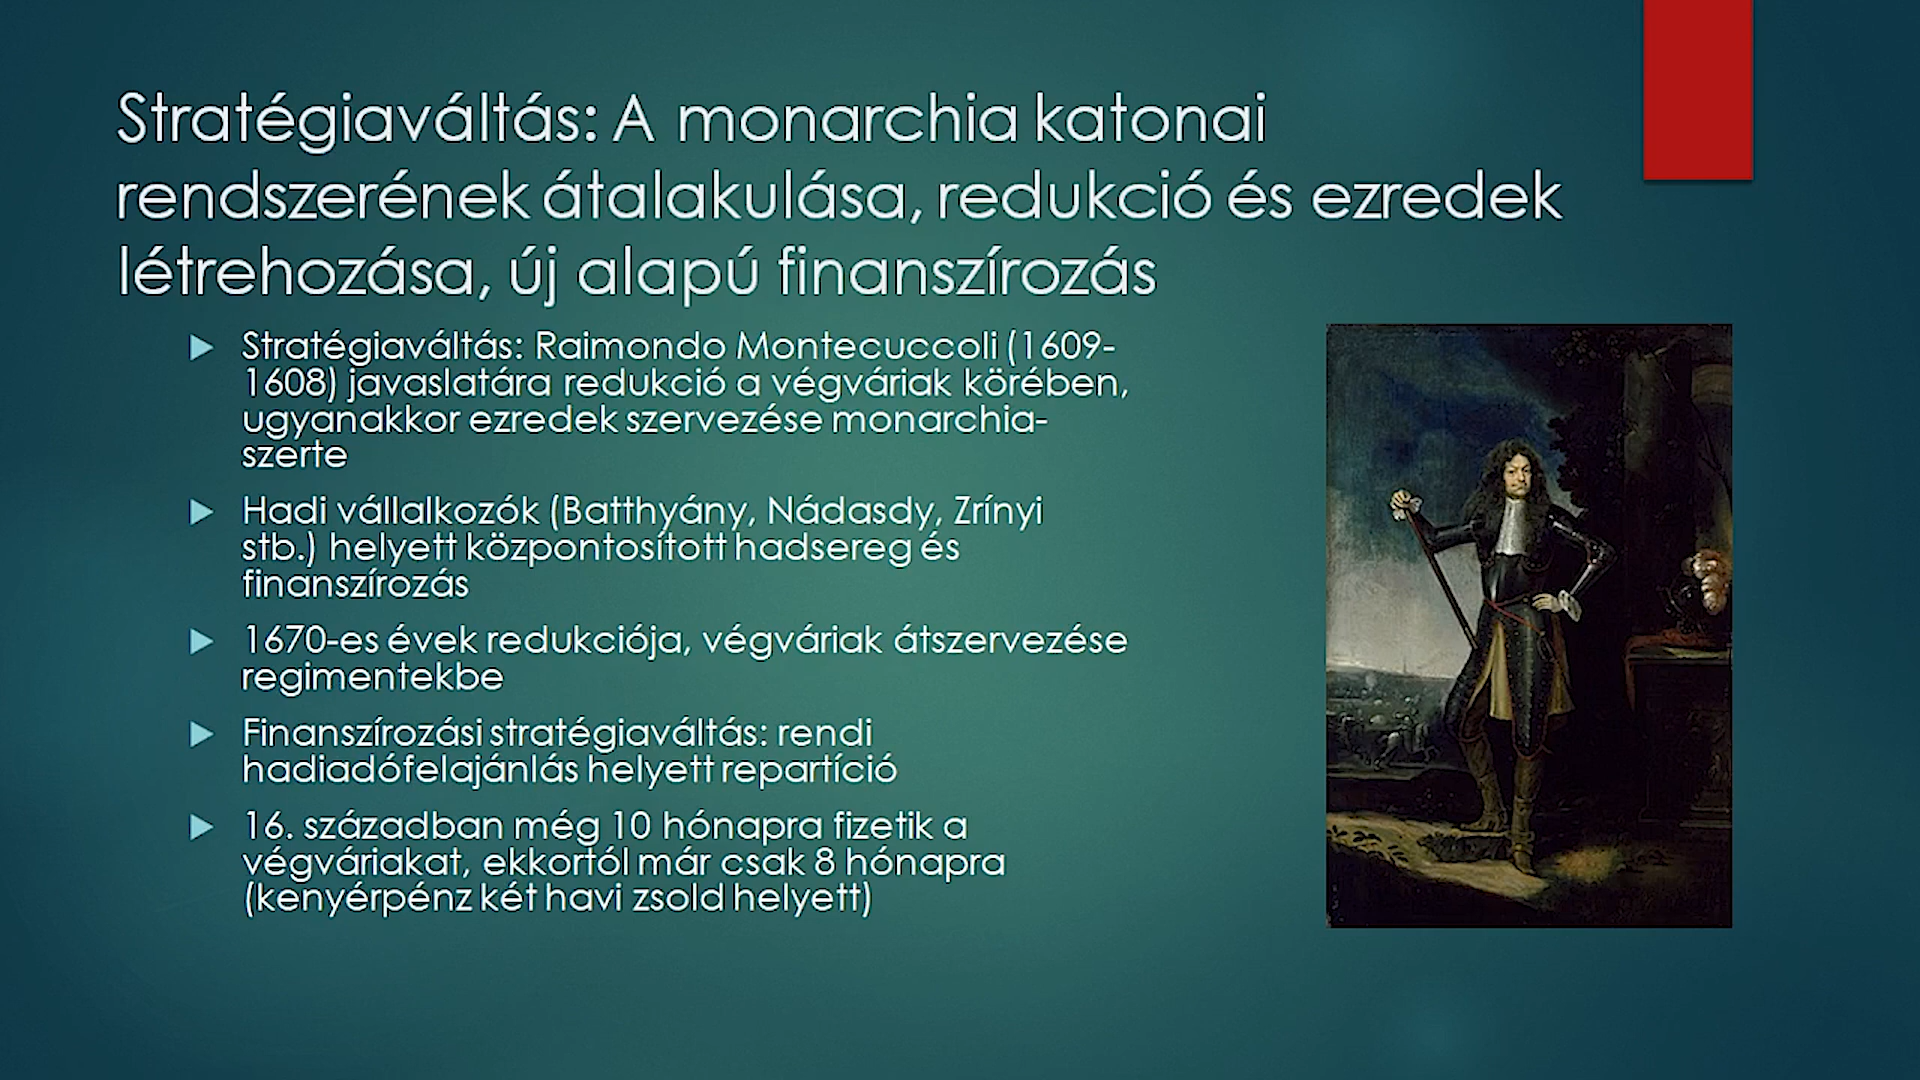 Stratégiaváltás: A monarchia katonai
rendszerének átalakulása, redukció és ezredek
létrehozása, új alapú finanszírozás
Stratégiaváltás: Raimondo Montecuccoli (1609-
1608) javaslatára redukció a végváriak körében,
ugyanakkor ezredek szervezése monarchia-
szerte
Hadi vállalkozók (Batthyány, Nádasdy, Zrínyi
stb.) helyett központosított hadsereg és
finanszírozás
1670-es évek redukciója, végváriak átszervezése
regimentekbe
Finanszírozási stratégiaváltás: rendi
hadiadófelajánlás helyett repartíció
16. században még 10 hónapra fizetik a
végváriakat, ekkortól már csak 8 hónapra
(kenyérpénz két havi zsold helyett)